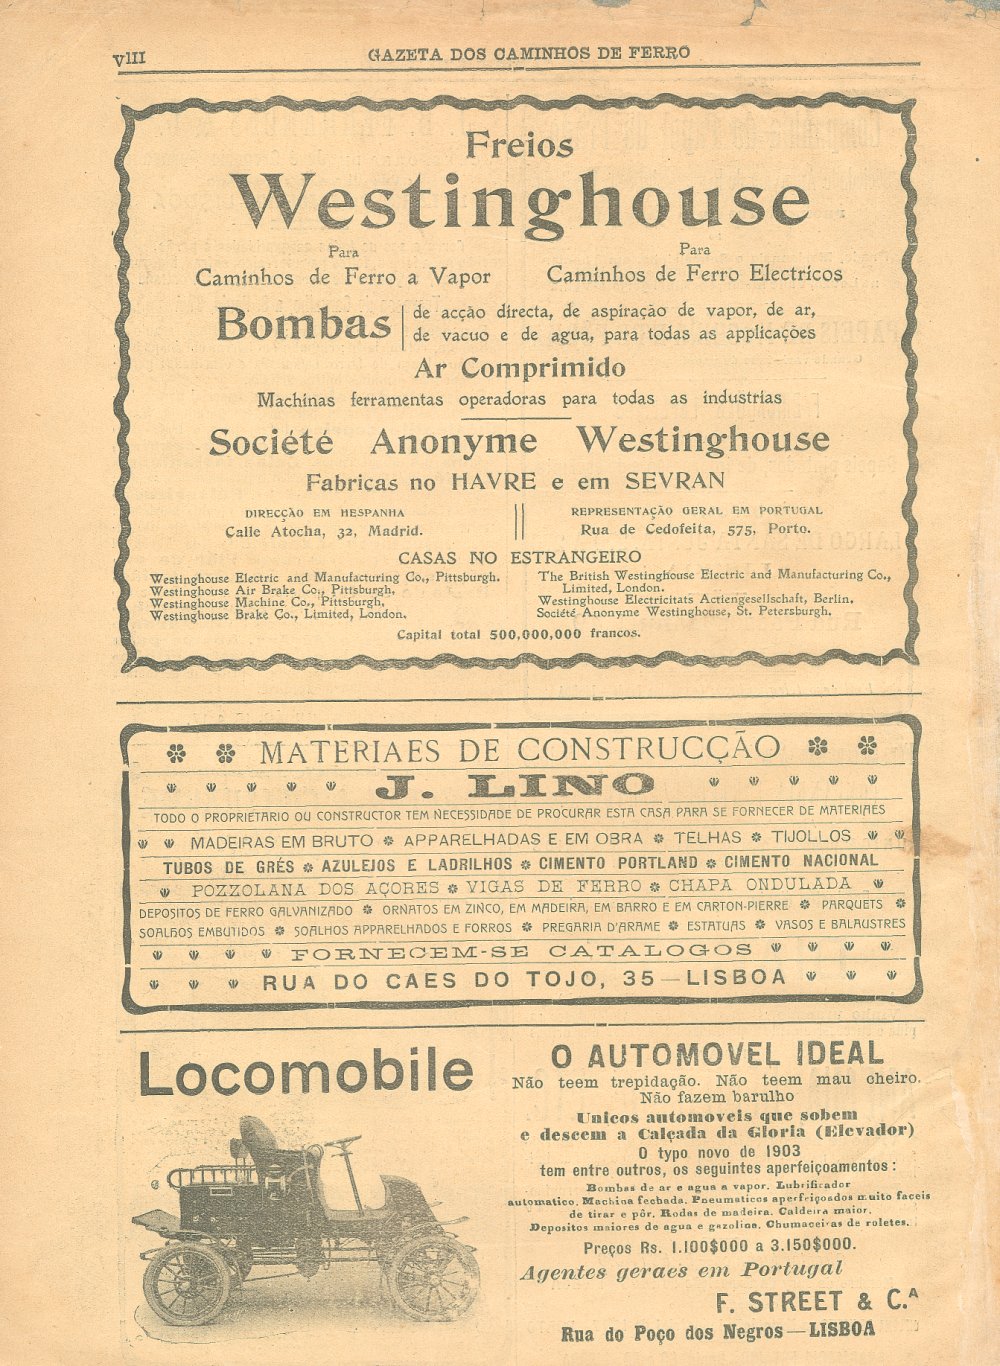 VIII
GAZETA DOS CAMINHOS DE FERRO
Freios
Westinghouse
Para
Caminhos de Ferro a Vapor
Para
Caminhos de Ferro Electricos
Bombas
de acção directa, de aspiração de vapor, de ar,
de vacuo e de agua, para todas as applicações
Ar Comprimido
Machinas ferramentas operadoras para todas as industrias
Société Anonyme Westinghouse
Fabricas no HAVRE e em SEVRAN
DIRECÇÃO EM HESPANHA
Calle Atocha, 32, Madrid.
REPRESENTAÇÃO GERAL EM PORTUGAL
Rua de Cedofeita, 575, Porto.
CASAS NO ESTRANGEIRO
Westinghouse Electric and Manufacturing Co., Pittsburgh.
Westinghouse Air Brake Co., Pittsburgh,
Westinghouse Machine Co., Pittsburgh,
Westinghouse Brake Co., Limited, London.
The British Westinghouse Electric and Manufacturing Co.,
Limited, London.
Westinghouse Electricitats Actiengesellschaft, Berlin.
Société Anonyme Westinghouse, St. Petersburgh.
Capital total 500,000,000 francos.
MATERIAES DE CONSTRUCÇÃO
J. LINO
TODO O PROPRIETARIO OU CONSTRUCTOR TEM NECESSIDADE DE PROCURAR ESTA CASA PARA SE FORNECER DE MATERIAES
MADEIRAS EM BRUTO APPARELHADAS E EM OBRA TELHAS TIJOLLOS
TUBOS DE GRÉS AZULEJOS E LADRILHOS CIMENTO PORTLAND CIMENTO NACIONAL
POZZOLANA DOS AÇORES VIGAS DE FERRO CHAPA ONDULADA
DEPOSITOS DE FERRO GALVANIZADO ORNATOS EM ZINCO, EM MADEIRA, EM BARRO E EM CARTON-PIERRE PARQUETS
SOALHOS EMBUTIDOS SOALHOS APPARELHADOS E FORROS PREGARIA D'ARAME ESTATUAS VASOS E BALAUSTRES
FORNECEM-SE CATALOGOS
RUA DO CAES DO TOJO, 35—LISBOA
Locomobile
O AUTOMOVEL IDEAL
Não teem trepidação. Não teem mau cheiro.
Não fazem barulho
Unicos automoveis que sobem
e descem a Calçada da Gloria (Elevador)
O typo novo de 1903
tem entre outros, os seguintes aperfeiçoamentos:
Bombas de ar e agua a vapor. Lubrificador
automatico. Machina fechada. Pneumaticos aperfeiçoados muito faceis
de tirar e pôr. Rodas de madeira. Caldeira maior.
Depositos maiores de agua e gazolina. Chumaceiras de roletes.
Preços Rs. 1.100$000 a 3.150$000.
Agentes geraes em Portugal
F. STREET & C.A
Rua do Poço dos Negros—LISBOA